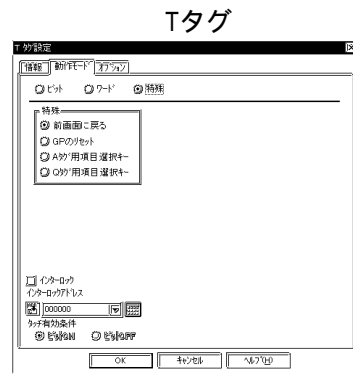 Tタグ
T ﾀｸﾞ設定
情報 動作ﾓｰﾄﾞ ｵﾌﾟｼｮﾝ
ﾋﾞｯﾄ ﾜｰﾄﾞ 特殊
特殊
前画面に戻る
GPのﾘｾｯﾄ
Aﾀｸﾞ用項目選択ｷｰ
Qﾀｸﾞ用項目選択ｷｰ
ｲﾝﾀｰﾛｯｸ
ｲﾝﾀｰﾛｯｸｱﾄﾞﾚｽ
000000
ﾀｯﾁ有効条件
ﾋﾞｯﾄON ﾋﾞｯﾄOFF
OK ｷｬﾝｾﾙ ﾍﾙﾌﾟ(H)